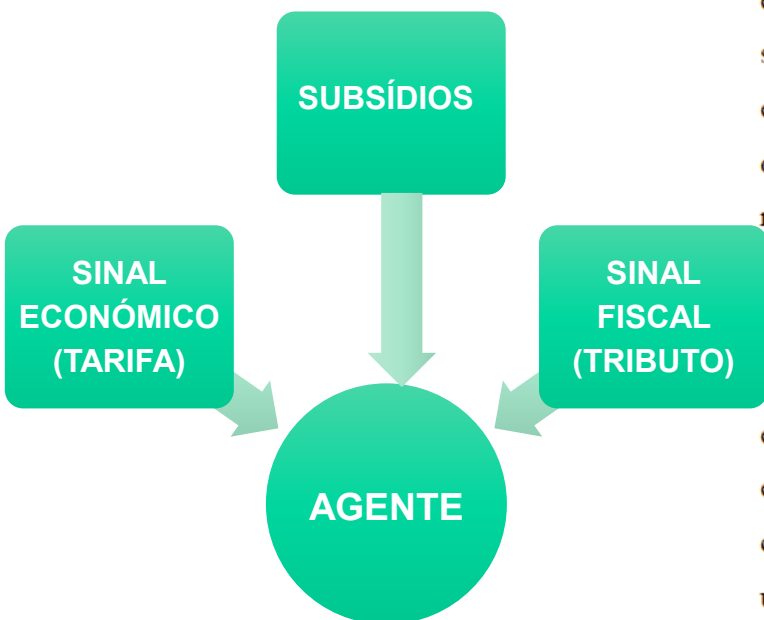 SUBSÍDIOS
SINAL
ECONÓMICO
(TARIFA)
SINAL
FISCAL
(TRIBUTO)
AGENTE